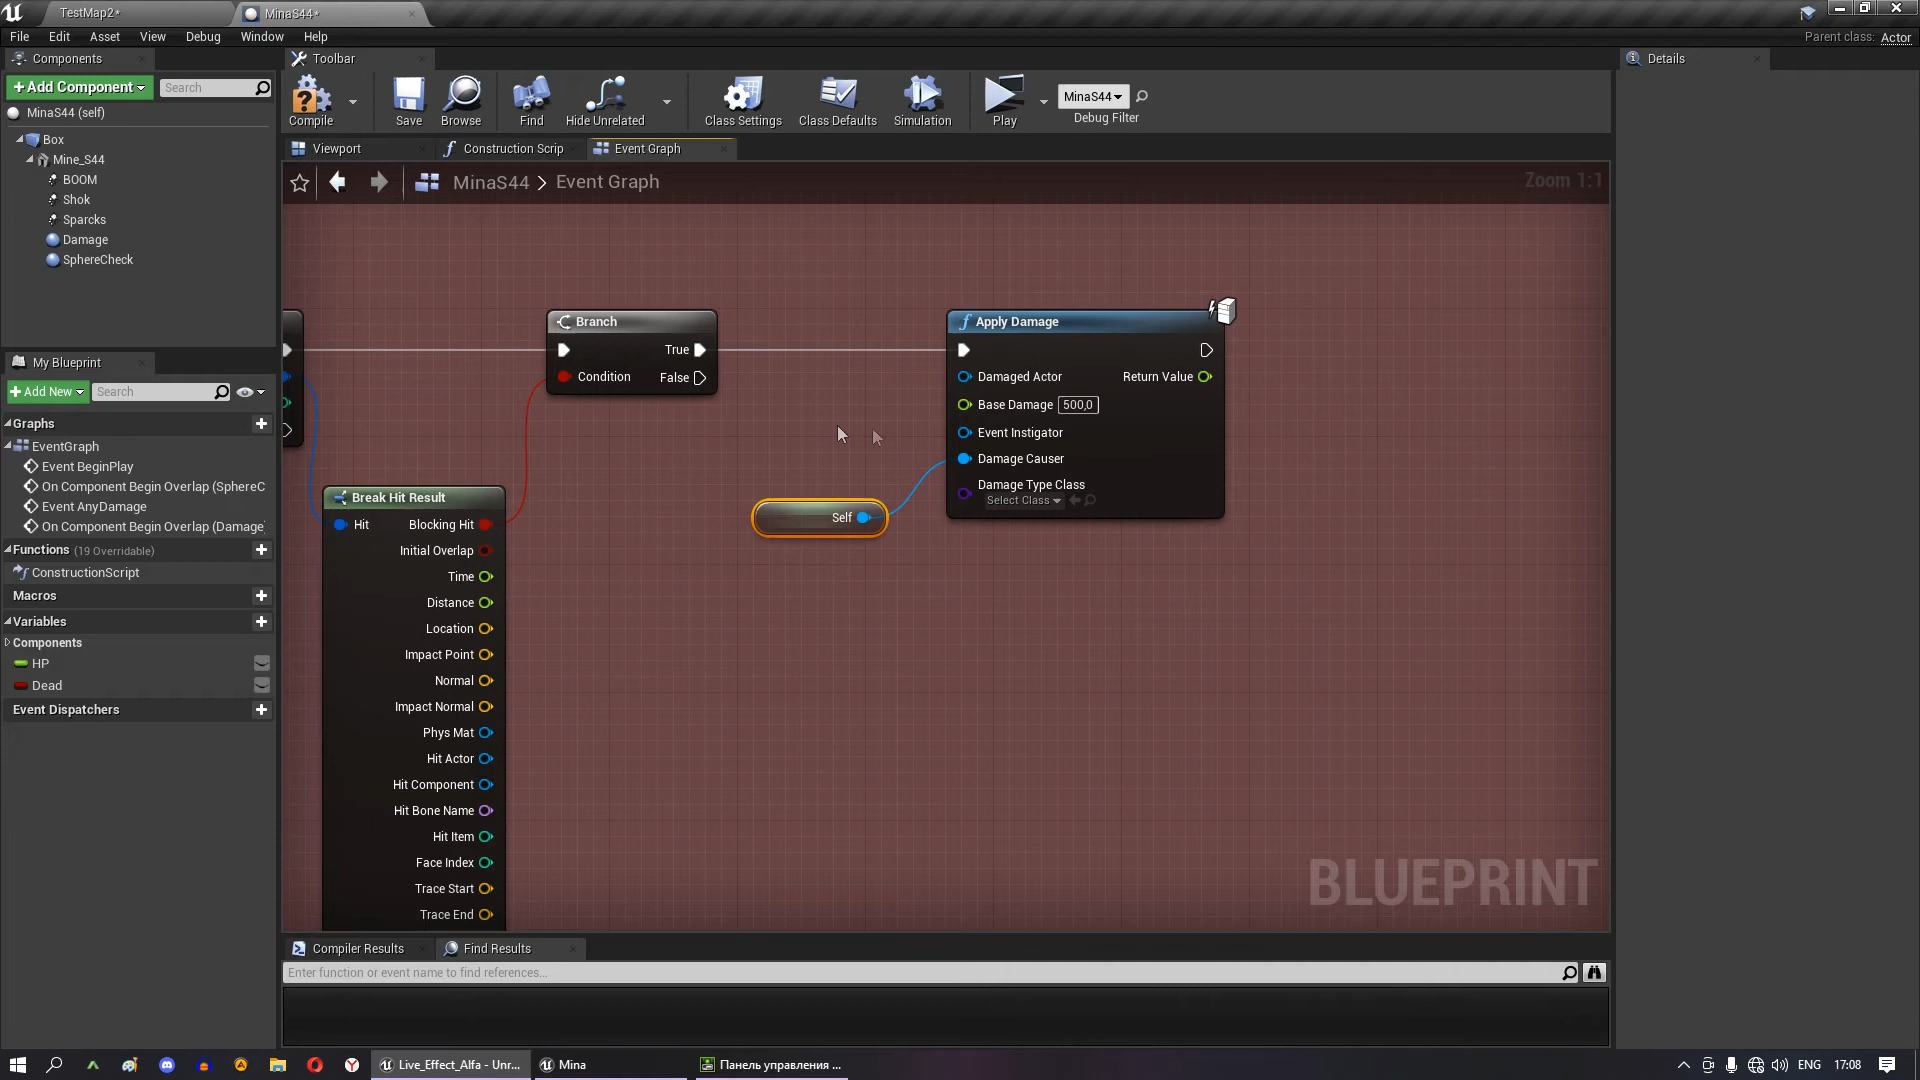 TestMap2*
MinaS44*
File
Edit
Asset
View
Debug
Window
Help
Parent class:
Actor
Components
Toolbar
Details
+Add Component
Search
MinaS44 (self)
Box
Mine_S44
BOOM
Shok
Sparcks
Damage
SphereCheck
Compile
Save
Browse
Find
Hide Unrelated
Class Settings
Class Defaults
Simulation
Play
MinaS44
Debug Filter
Viewport
Construction Scrip
Event Graph
MinaS44 > Event Graph
Zoom 1:1
Branch
True
Condition
False
Apply Damage
Damaged Actor
Return Value
Base Damage 500,0
Event Instigator
Damage Causer
Damage Type Class
Select Class
Self
Break Hit Result
Hit
Blocking Hit
Initial Overlap
Time
Distance
Location
Impact Point
Normal
Impact Normal
Phys Mat
Hit Actor
Hit Component
Hit Bone Name
Hit Item
Face Index
Trace Start
Trace End
BLUEPRINT
My Blueprint
+Add New
Search
Graphs
EventGraph
Event BeginPlay
On Component Begin Overlap (SphereC
Event AnyDamage
On Component Begin Overlap (Damage)
Functions (19 Overridable)
ConstructionScript
Macros
Variables
Components
HP
Dead
Event Dispatchers
Compiler Results
Find Results
Enter function or event name to find references...
Live_Effect_Alfa - Unr...
Mina
Панель управления ...
ENG
17:08